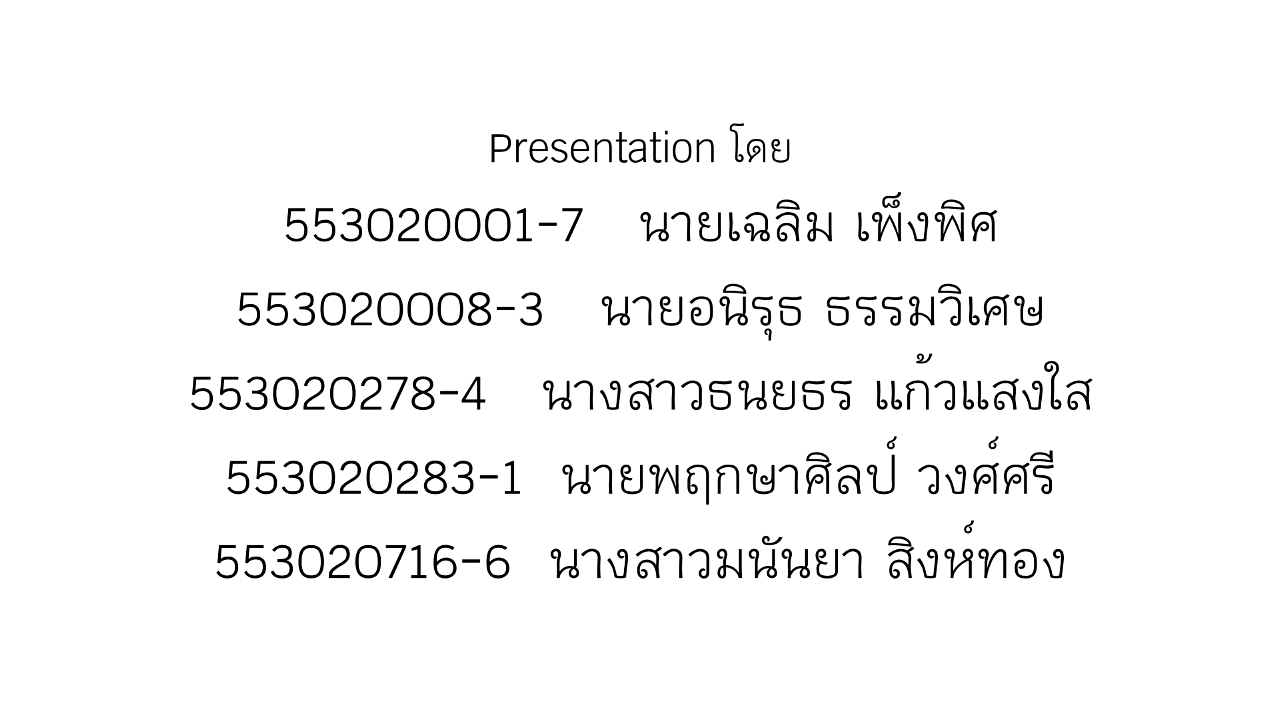 Presentation โดย
553020001-7 นายเฉลิม เพ็งพิศ
553020008-3 นายอนิรุธ ธรรมวิเศษ
553020278-4 นางสาวธนยธร แก้วแสงใส
553020283-1 นายพฤกษาศิลป์ วงศ์ศรี
553020716-6 นางสาวมนันยา สิงห์ทอง